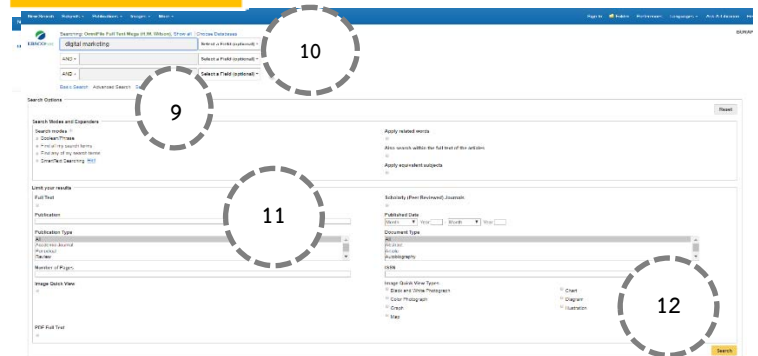 New Search Subjects Publications Images More Sign In Folder Preferences Languages Ask-A-Librarian
Searching: OmniFile Full Text Mega (H.W. Wilson), Show all | Choose Databases
EBSCOhost digital marketing Select a Field (optional)
AND Select a Field (optional)
AND Select a Field (optional)
Basic Search Advanced Search
10
9
Search Options
Reset
Search Modes and Expanders
Search modes
Boolean/Phrase
Find all my search terms
Find any of my search terms
SmartText Searching
Apply related words
Also search within the full text of the articles
Apply equivalent subjects
Limit your results
Full Text
Scholarly (Peer Reviewed) Journals
Publication
Published Date
Month Year - Month Year
11
Publication Type
All
Academic Journal
Periodical
Review
Document Type
All
Abstract
Article
Autobiography
Number of Pages
ISBN
Image Quick View
Image Quick View Types
Black and White Photograph
Color Photograph
Graph
Map
Chart
Diagram
Illustration
12
PDF Full Text
Search